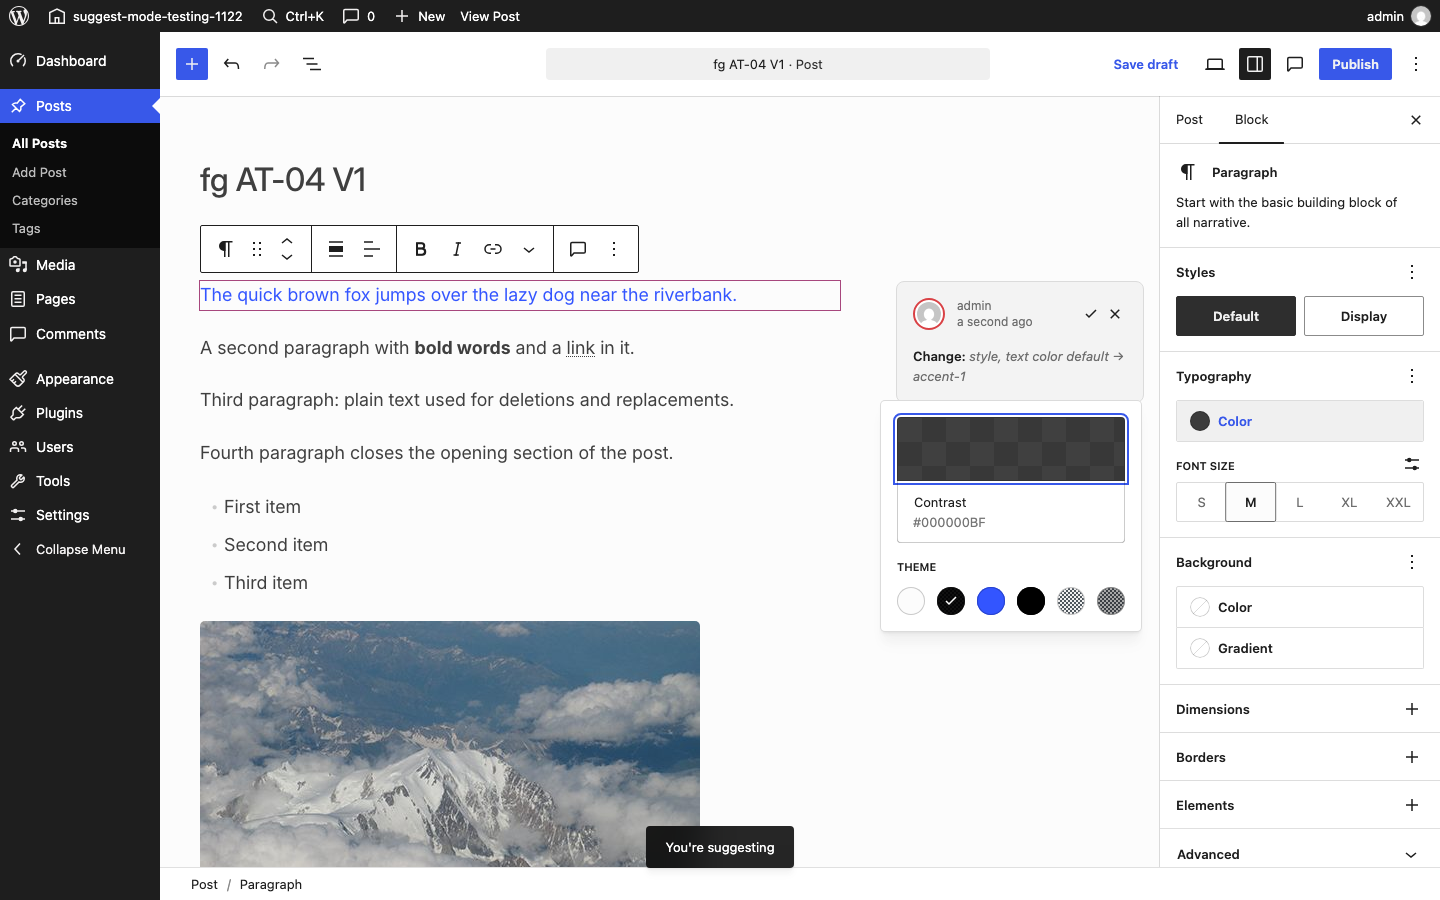 suggest-mode-testing-1122
Ctrl+K
0
New
View Post
admin
Dashboard
Posts
All Posts
Add Post
Categories
Tags
Media
Pages
Comments
Appearance
Plugins
Users
Tools
Settings
Collapse Menu
fg AT-04 V1 · Post
Save draft
Publish
fg AT-04 V1
B I
The quick brown fox jumps over the lazy dog near the riverbank.
A second paragraph with bold words and a link in it.
Third paragraph: plain text used for deletions and replacements.
Fourth paragraph closes the opening section of the post.
First item
Second item
Third item
admin
a second ago
Change: style, text color default →
accent-1
Contrast
#000000BF
THEME
You're suggesting
Post
Block
Paragraph
Start with the basic building block of
all narrative.
Styles
Default
Display
Typography
Color
FONT SIZE
S M L XL XXL
Background
Color
Gradient
Dimensions
Borders
Elements
Advanced
Post / Paragraph